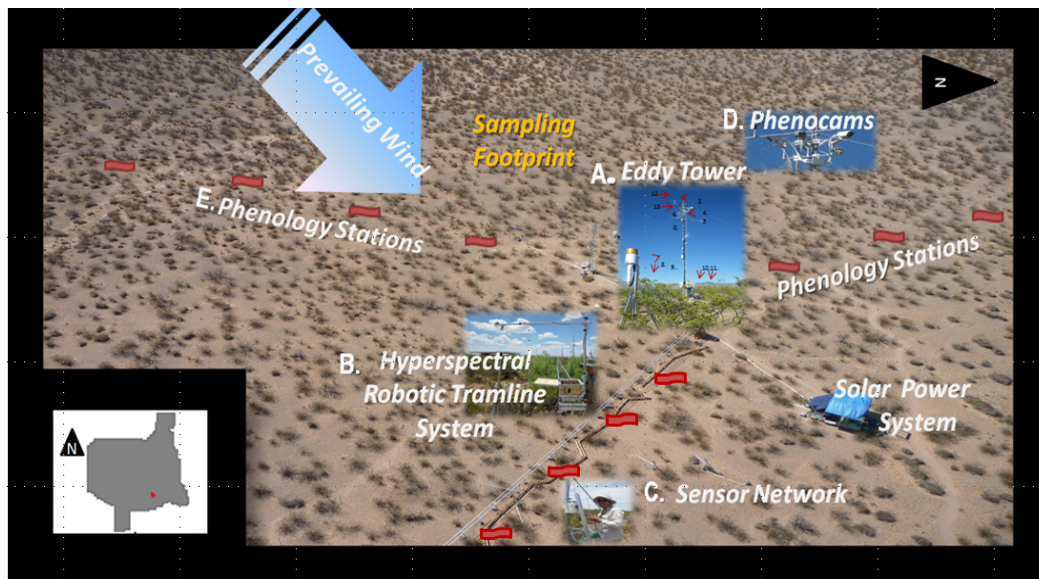 Prevailing Wind
N
Sampling
Footprint
D. Phenocams
A. Eddy Tower
E. Phenology Stations
Phenology Stations
B. Hyperspectral
Robotic Tramline
System
Solar Power
System
C. Sensor Network
N